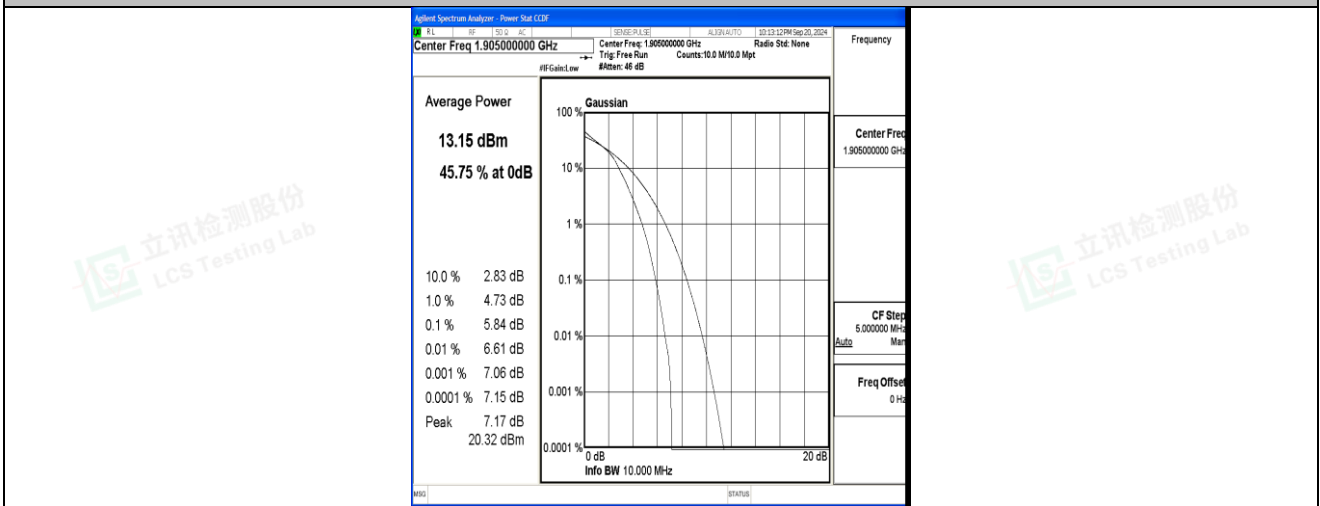 Agilent Spectrum Analyzer - Power Stat CCDF
RL RF 50 Ω AC SENSE:PULSE ALIGN AUTO 10:13:12 PM Sep 20, 2024
Center Freq 1.905000000 GHz
Center Freq: 1.905000000 GHz Radio Std: None
Trig: Free Run Counts:10.0 M/10.0 Mpt
#IFGain:Low #Atten: 46 dB
Frequency
Average Power
13.15 dBm
45.75 % at 0dB
10.0 % 2.83 dB
1.0 % 4.73 dB
0.1 % 5.84 dB
0.01 % 6.61 dB
0.001 % 7.06 dB
0.0001 % 7.15 dB
Peak 7.17 dB
20.32 dBm
Gaussian
100 %
10 %
1 %
0.1 %
0.01 %
0.001 %
0.0001 %
0 dB 20 dB
Info BW 10.000 MHz
Center Freq
1.905000000 GHz
CF Step
5.000000 MHz
Auto Man
Freq Offset
0 Hz
MSG STATUS
立讯检测股份
LCS Testing Lab
立讯检测股份
LCS Testing Lab